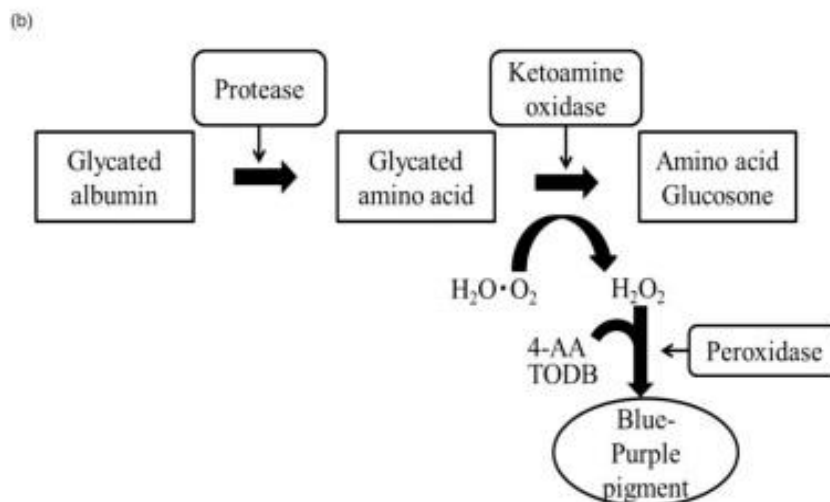 (b)
Protease
Ketoamine
oxidase
Glycated
albumin
Glycated
amino acid
Amino acid
Glucosone
H₂O·O₂
H₂O₂
4-AA
TODB
Peroxidase
Blue-
Purple
pigment